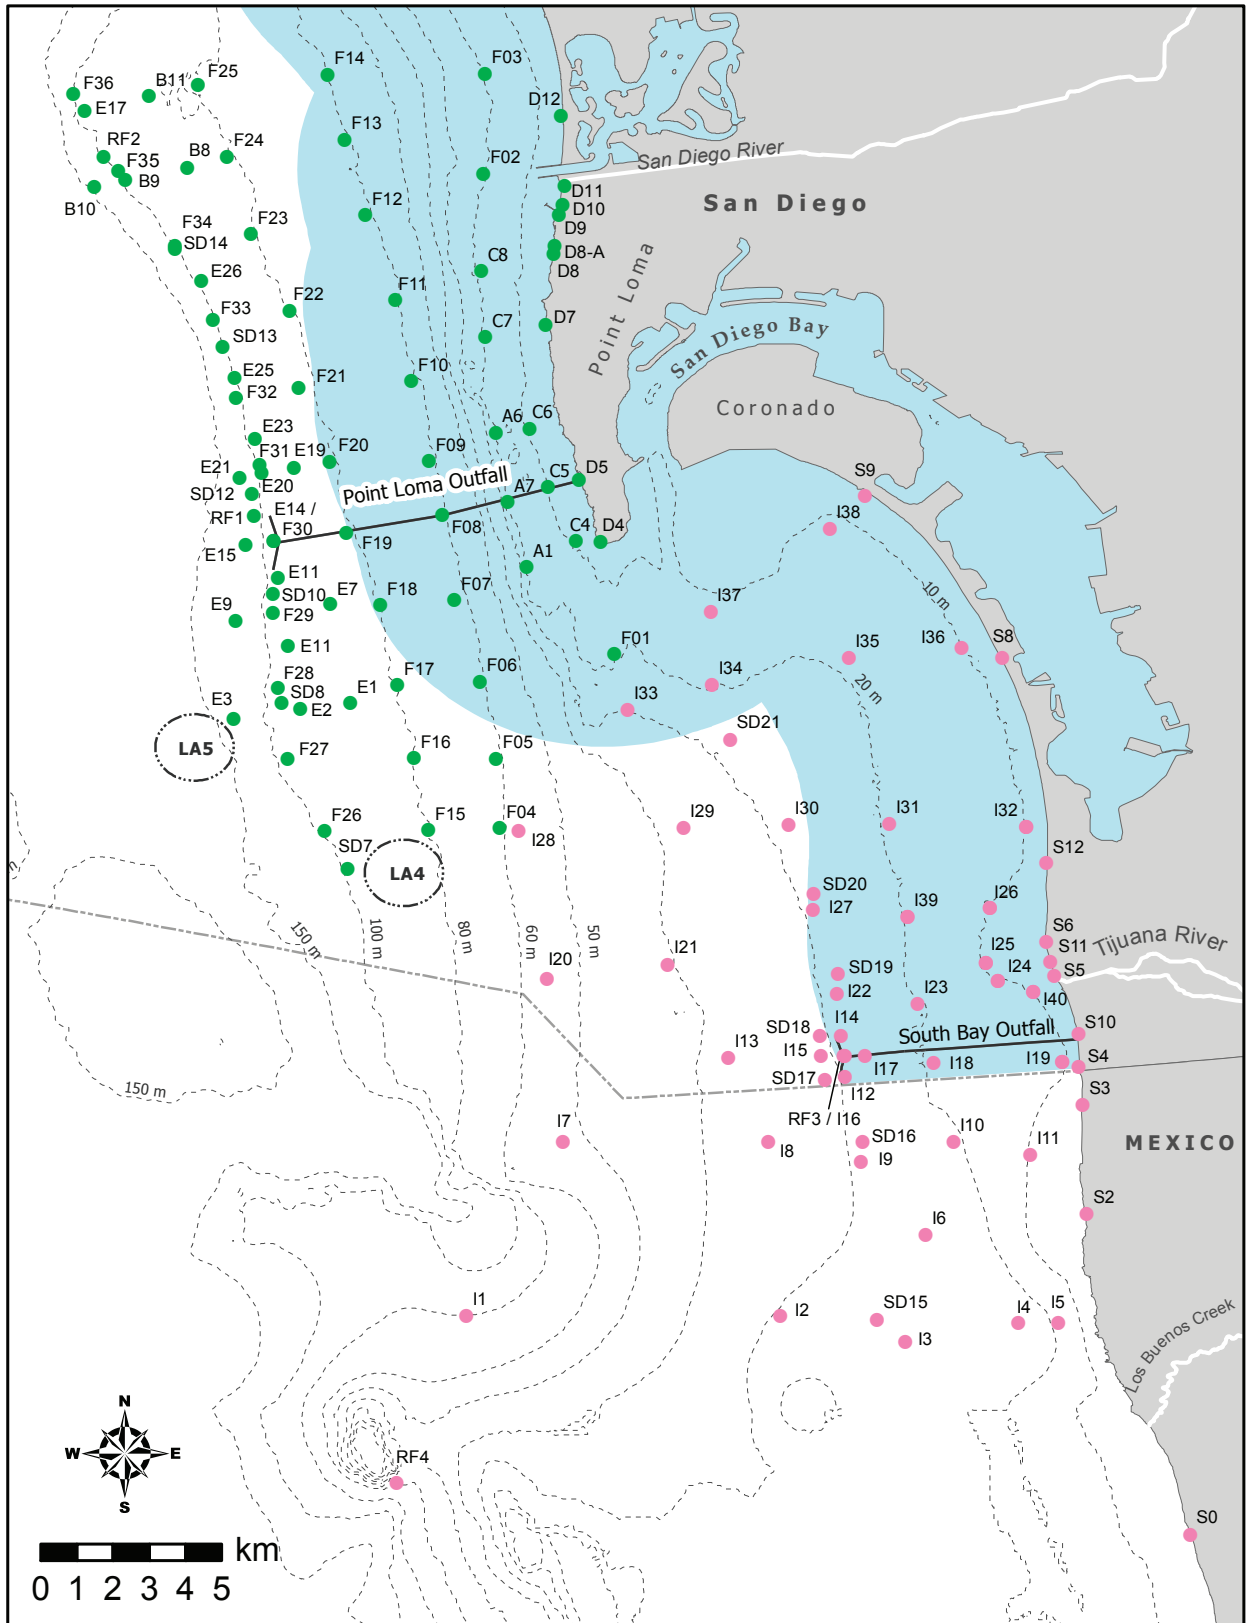 F14
F03
F36
B11
F25
E17
D12
F13
San Diego River
RF2
F24
B8
F35
F02
B9
B10
D11
San Diego
F12
D10
F34
F23
D9
SD14
D8-A
C8
D8
E26
Point Loma
F11
F22
F33
D7
San Diego Bay
SD13
C7
E25
F10
F21
F32
Coronado
A6
C6
E23
F31
E19
F20
F09
E21
C5
D5
S9
Point Loma Outfall
SD12
E20
A7
RF1
E14 /
F30
F08
I38
F19
C4
D4
E15
A1
E11
SD10
E7
F18
F07
10 m
E9
F29
I37
E11
F01
I36
S8
I35
F28
F17
F06
I34
20 m
SD8
E1
I33
E3
E2
SD21
LA5
F27
F16
F05
F26
F15
F04
I29
I30
I31
I32
I28
SD7
S12
LA4
SD20
I27
I39
I26
150 m
100 m
80 m
60 m
50 m
S6
Tijuana River
S11
I25
I20
I21
SD19
I24
S5
I22
I23
I40
SD18
I14
South Bay Outfall
S10
I13
I15
I17
I18
I19
S4
SD17
I12
150 m
S3
RF3 / I16
I7
SD16
I10
I11
MEXICO
I8
I9
S2
I6
I1
I2
SD15
I4
I5
I3
Los Buenos Creek
N
W
E
S
RF4
S0
km
0 1 2 3 4 5